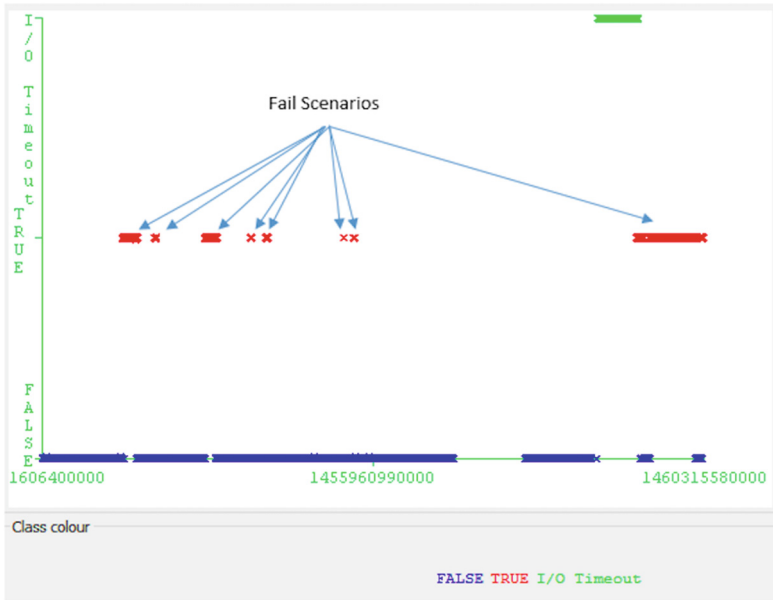 I/O Timeout
Fail Scenarios
TRUE
FALSE
1606400000 1455960990000 1460315580000
Class colour
FALSE TRUE I/O Timeout